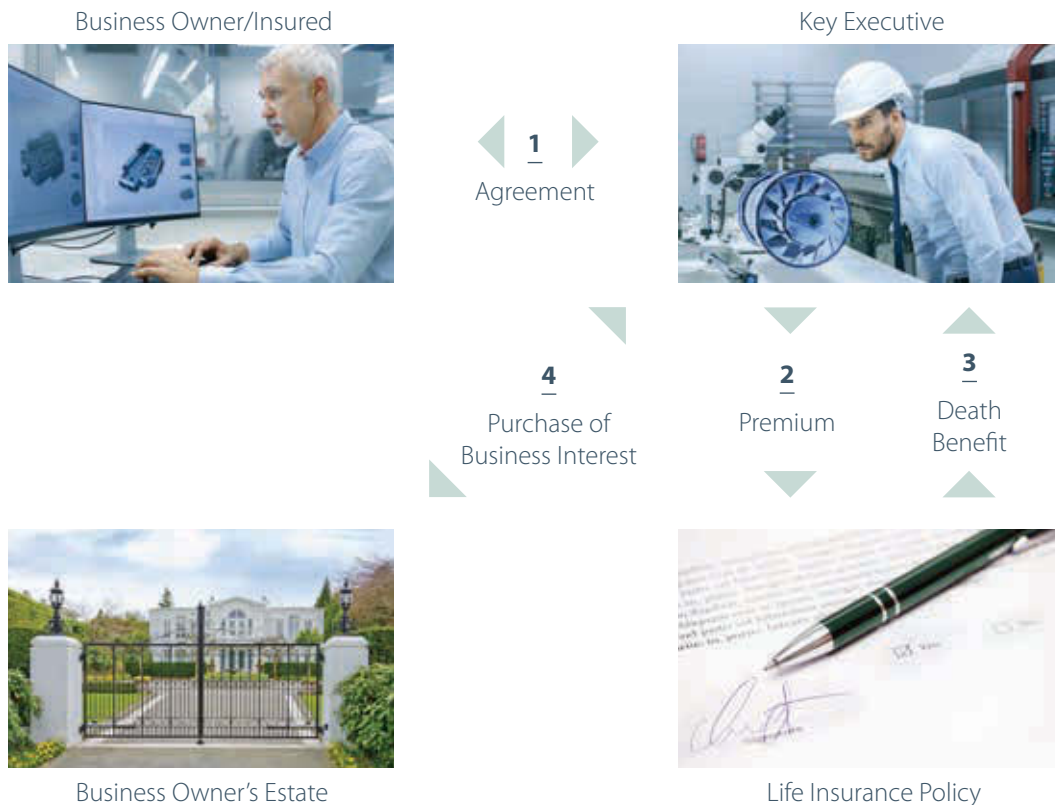 Business Owner/Insured
Key Executive
1
Agreement
4
Purchase of
Business Interest
2
Premium
3
Death
Benefit
Business Owner’s Estate
Life Insurance Policy